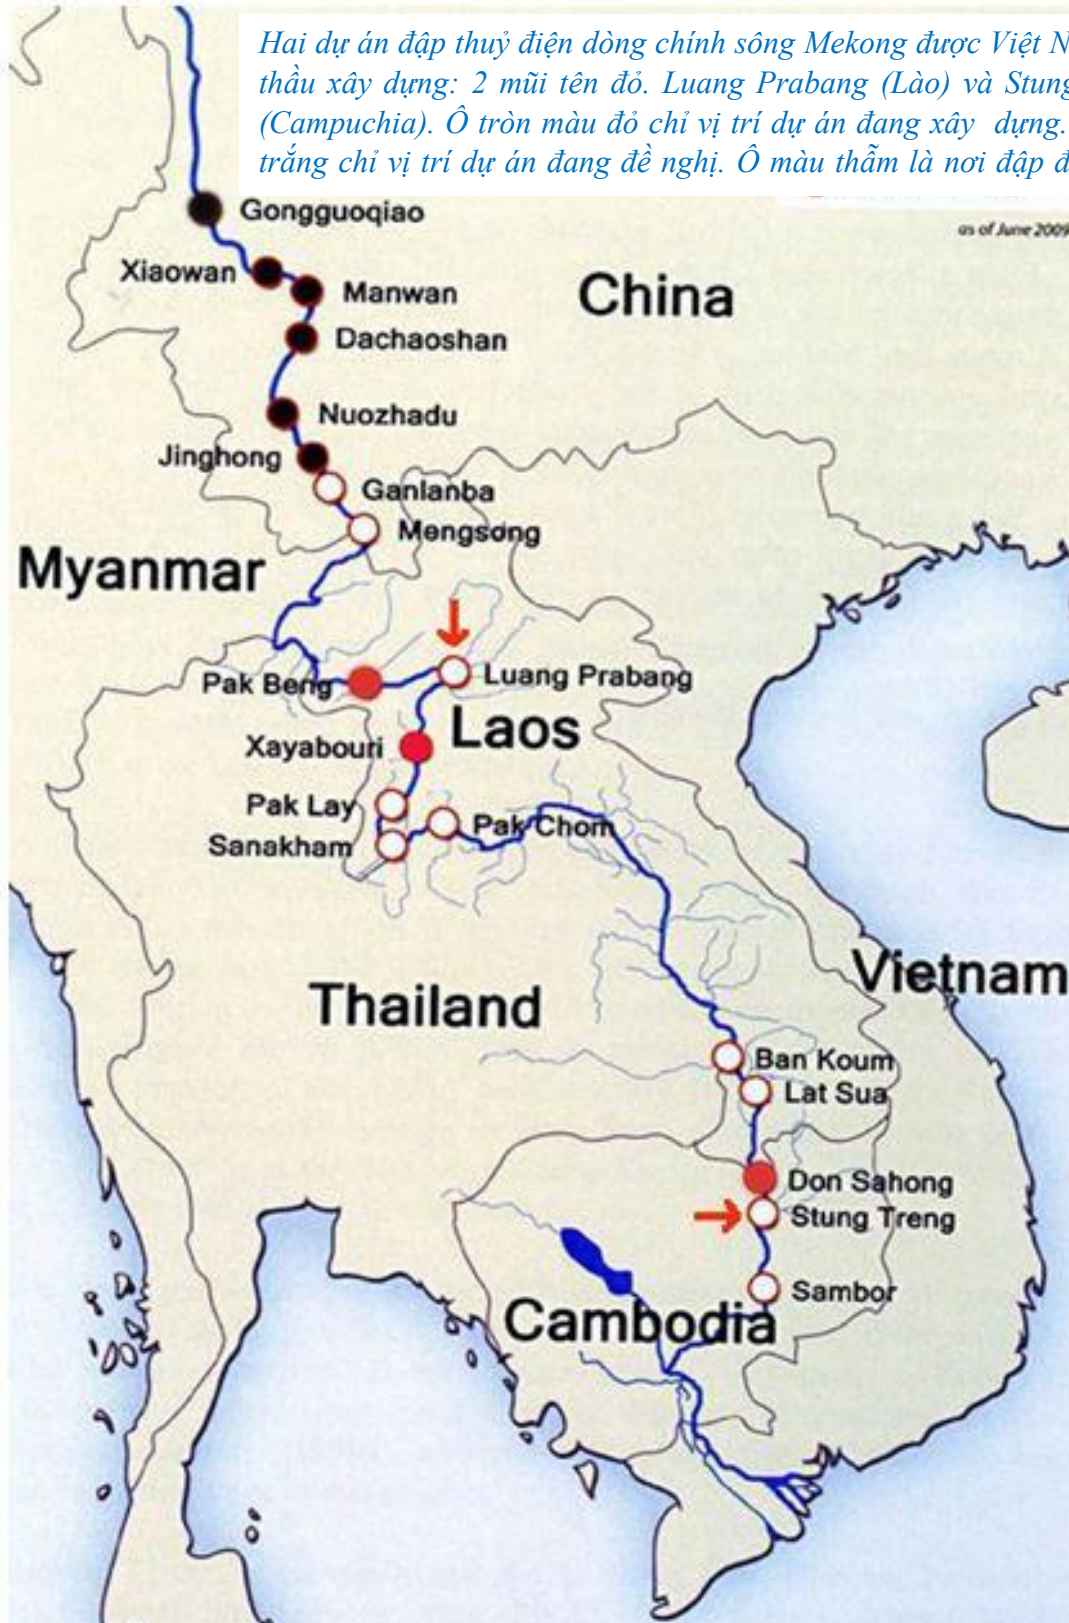 Hai dự án đập thuỷ điện dòng chính sông Mekong được Việt
thầu xây dựng: 2 mũi tên đỏ. Luang Prabang (Lào) và Stung
(Campuchia). Ô tròn màu đỏ chỉ vị trí dự án đang xây dựng.
trắng chỉ vị trí dự án đang đề nghị. Ô màu thẫm là nơi đập
as of June 2009
Gongguoqiao
Xiaowan
Manwan
China
Dachaoshan
Nuozhadu
Jinghong
Ganlanba
Mengsong
Myanmar
Pak Beng
Luang Prabang
Xayabouri
Laos
Pak Lay
Pak Chom
Sanakham
Vietnam
Thailand
Ban Koum
Lat Sua
Don Sahong
Stung Treng
Sambor
Cambodia